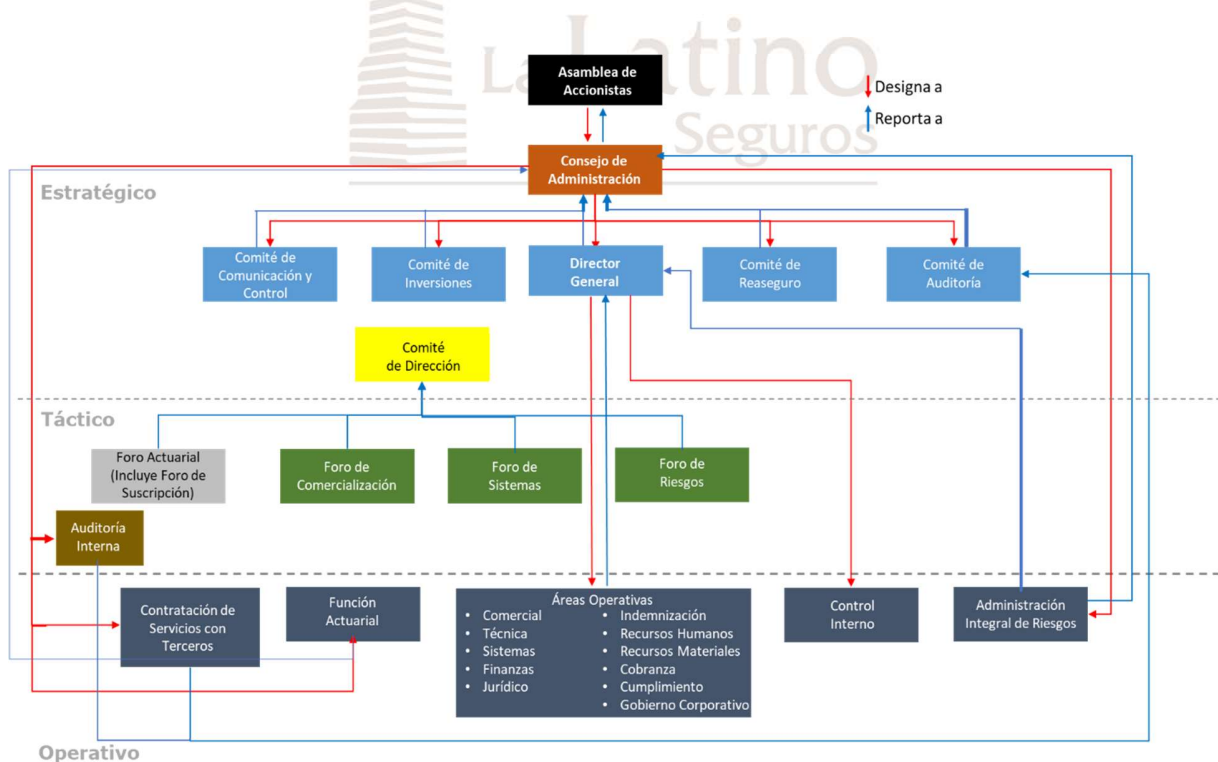 La Latino
Seguros
Asamblea de
Accionistas
Designa a
Reporta a
Consejo de
Administración
Estratégico
Comité de
Comunicación y
Control
Comité de
Inversiones
Director
General
Comité de
Reaseguro
Comité de
Auditoría
Comité
de Dirección
Táctico
Foro Actuarial
(Incluye Foro de
Suscripción)
Foro de
Comercialización
Foro de
Sistemas
Foro de
Riesgos
Auditoría
Interna
Contratación de
Servicios con
Terceros
Función
Actuarial
Áreas Operativas
• Comercial
• Técnica
• Sistemas
• Finanzas
• Jurídico
• Indemnización
• Recursos Humanos
• Recursos Materiales
• Cobranza
• Cumplimiento
• Gobierno Corporativo
Control
Interno
Administración
Integral de Riesgos
Operativo